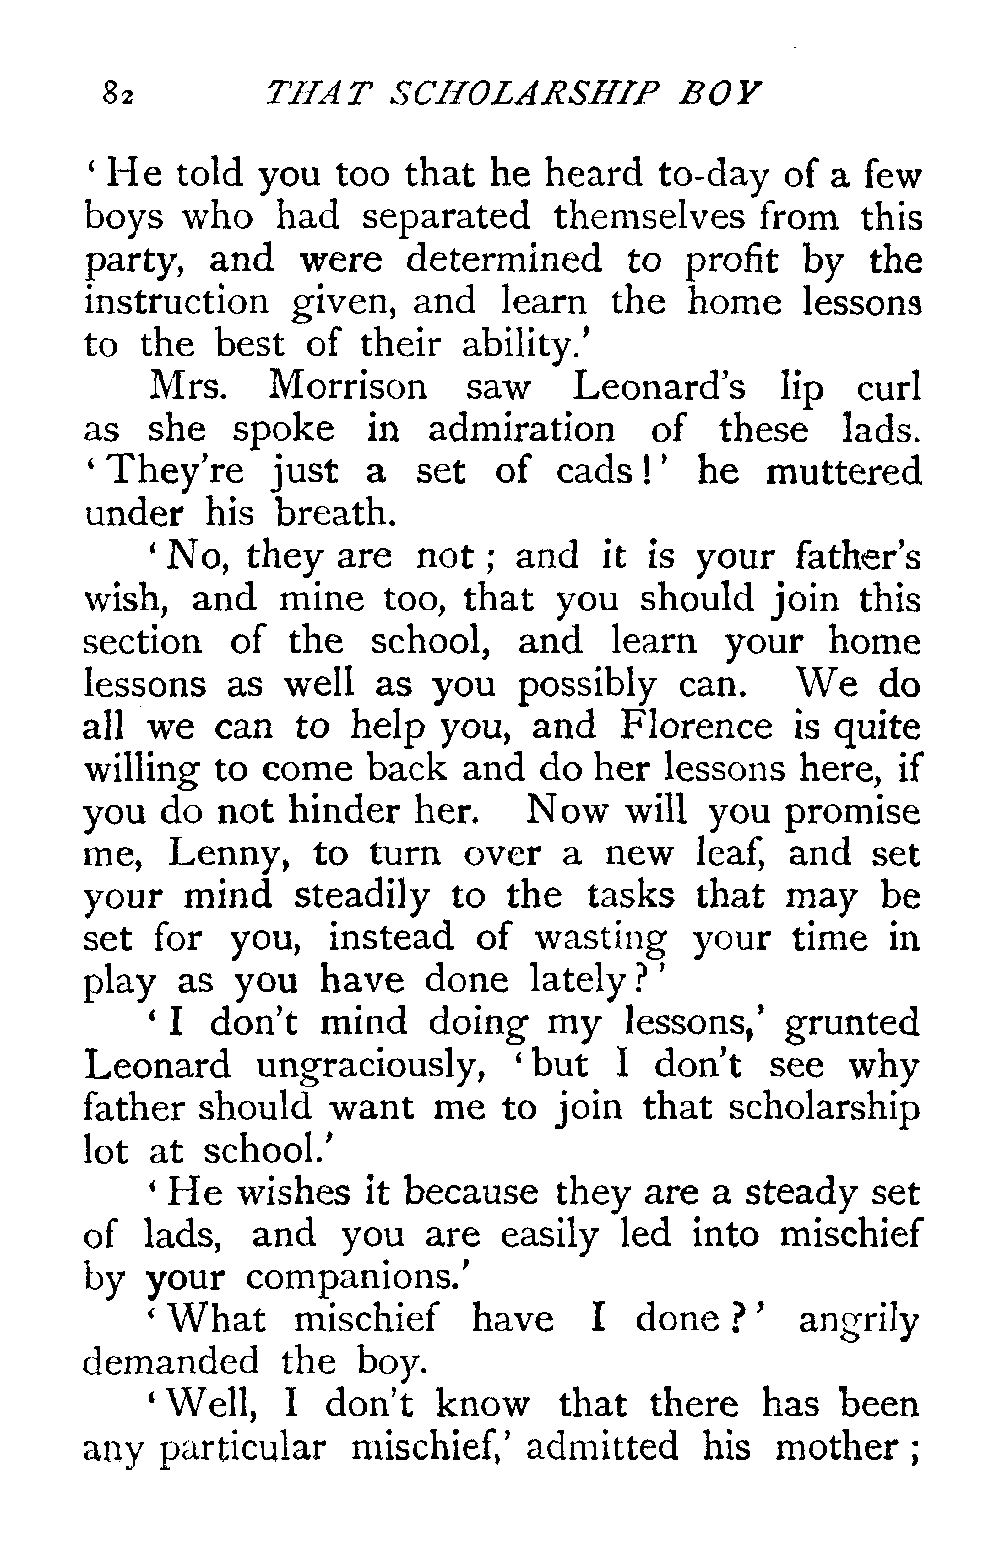 82 THAT SCHOLARSHIP BOY
‘ He told you too that he heard to-day of a few
boys who had separated themselves from this
party, and were determined to profit by the
instruction given, and learn the home lessons
to the best of their ability.’
Mrs. Morrison saw Leonard’s lip curl
as she spoke in admiration of these lads.
‘ They’re just a set of cads ! ’ he muttered
under his breath.
‘ No, they are not ; and it is your father’s
wish, and mine too, that you should join this
section of the school, and learn your home
lessons as well as you possibly can. We do
all we can to help you, and Florence is quite
willing to come back and do her lessons here, if
you do not hinder her. Now will you promise
me, Lenny, to turn over a new leaf, and set
your mind steadily to the tasks that may be
set for you, instead of wasting your time in
play as you have done lately ? ’
‘ I don’t mind doing my lessons,’ grunted
Leonard ungraciously, ‘ but I don’t see why
father should want me to join that scholarship
lot at school.’
‘ He wishes it because they are a steady set
of lads, and you are easily led into mischief
by your companions.’
‘ What mischief have I done ? ’ angrily
demanded the boy.
‘ Well, I don’t know that there has been
any particular mischief,’ admitted his mother ;